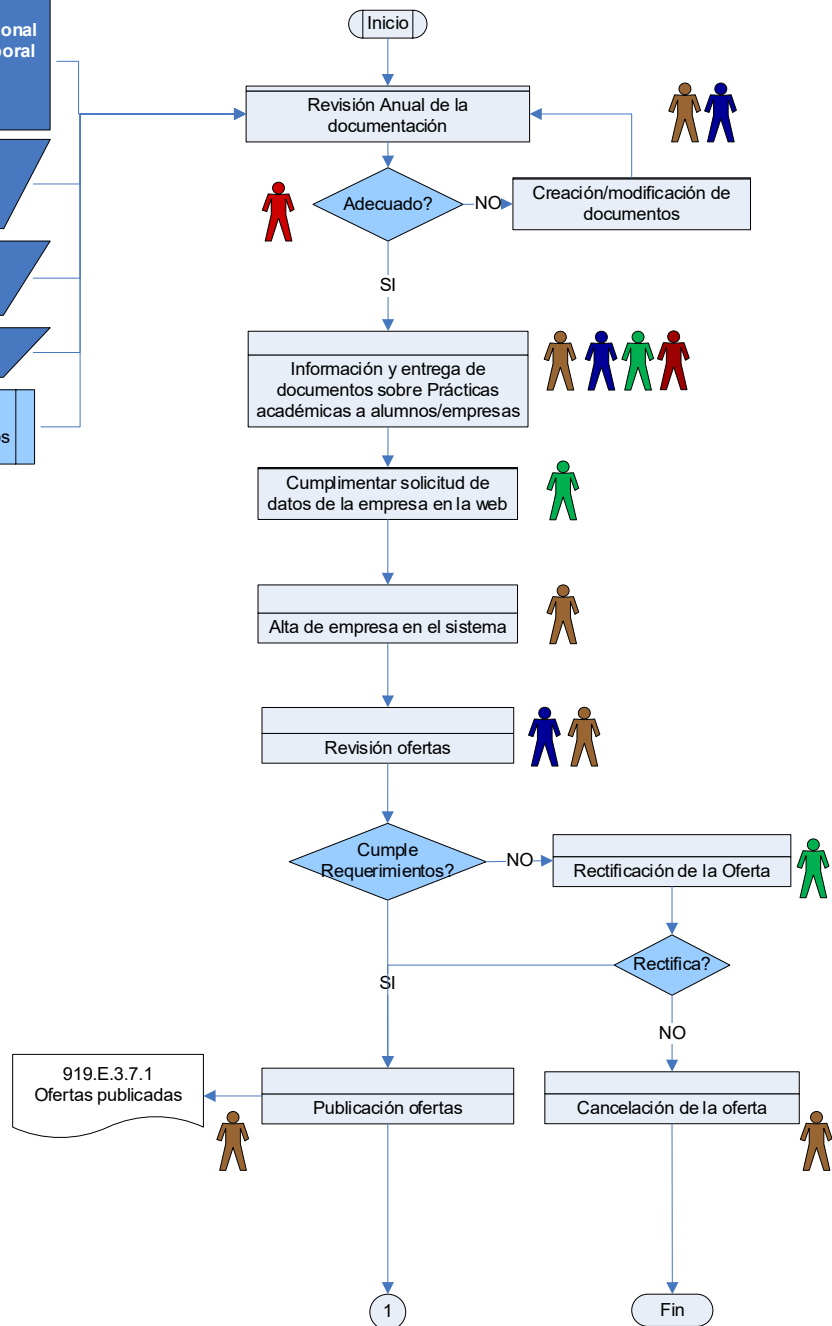 Inicio
Revisión Anual de la
documentación
Adecuado?
NO
Creación/modificación de
documentos
SI
Información y entrega de
documentos sobre Prácticas
académicas a alumnos/empresas
Cumplimentar solicitud de
datos de la empresa en la web
Alta de empresa en el sistema
Revisión ofertas
Cumple
Requerimientos?
NO
Rectificación de la Oferta
Rectifica?
SI
NO
919.E.3.7.1
Ofertas publicadas
Publicación ofertas
Cancelación de la oferta
1
Fin